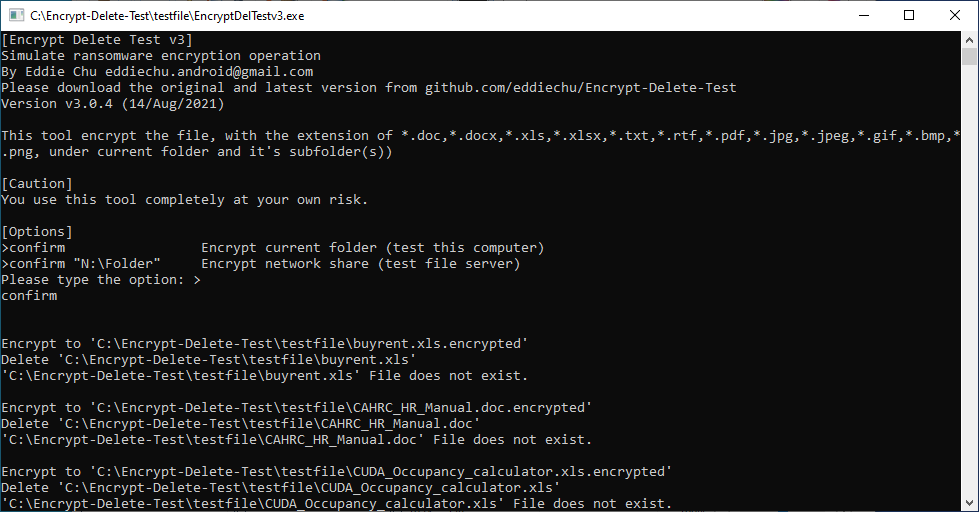 C:\Encrypt-Delete-Test\testfile\EncryptDelTestv3.exe
[Encrypt Delete Test v3]
Simulate ransomware encryption operation
By Eddie Chu eddiechu.android@gmail.com
Please download the original and latest version from github.com/eddiechu/Encrypt-Delete-Test
Version v3.0.4 (14/Aug/2021)
This tool encrypt the file, with the extension of *.doc,*.docx,*.xls,*.xlsx,*.txt,*.rtf,*.pdf,*.jpg,*.jpeg,*.gif,*.bmp,*
.png, under current folder and it's subfolder(s))
[Caution]
You use this tool completely at your own risk.
[Options]
>confirm                 Encrypt current folder (test this computer)
>confirm "N:\Folder"     Encrypt network share (test file server)
Please type the option: >
confirm
Encrypt to 'C:\Encrypt-Delete-Test\testfile\buyrent.xls.encrypted'
Delete 'C:\Encrypt-Delete-Test\testfile\buyrent.xls'
'C:\Encrypt-Delete-Test\testfile\buyrent.xls' File does not exist.
Encrypt to 'C:\Encrypt-Delete-Test\testfile\CAHRC_HR_Manual.doc.encrypted'
Delete 'C:\Encrypt-Delete-Test\testfile\CAHRC_HR_Manual.doc'
'C:\Encrypt-Delete-Test\testfile\CAHRC_HR_Manual.doc' File does not exist.
Encrypt to 'C:\Encrypt-Delete-Test\testfile\CUDA_Occupancy_calculator.xls.encrypted'
Delete 'C:\Encrypt-Delete-Test\testfile\CUDA_Occupancy_calculator.xls'
'C:\Encrypt-Delete-Test\testfile\CUDA_Occupancy_calculator.xls' File does not exist.